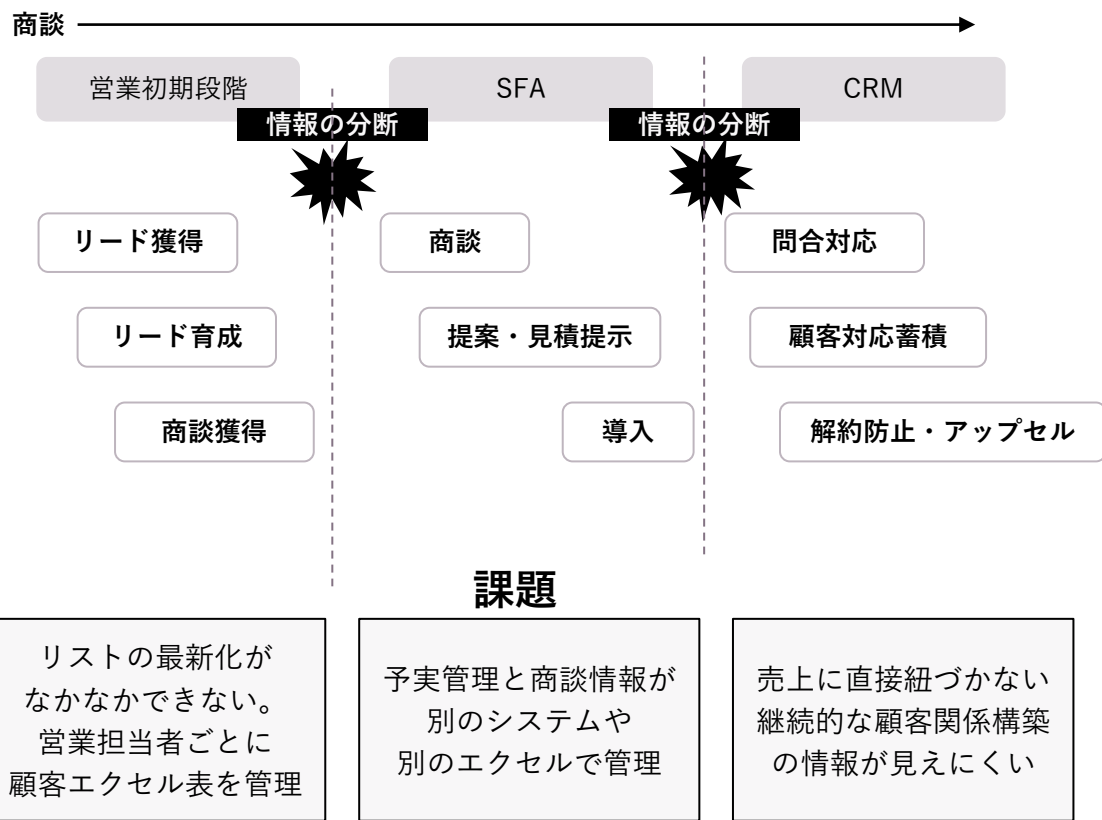 商談
営業初期段階
SFA
CRM
情報の分断
情報の分断
リード獲得
商談
問合対応
リード育成
提案・見積提示
顧客対応蓄積
商談獲得
導入
解約防止・アップセル
課題
リストの最新化が
なかなかできない。
営業担当者ごとに
顧客エクセル表を管理
予実管理と商談情報が
別のシステムや
別のエクセルで管理
売上に直接紐づかない
継続的な顧客関係構築
の情報が見えにくい